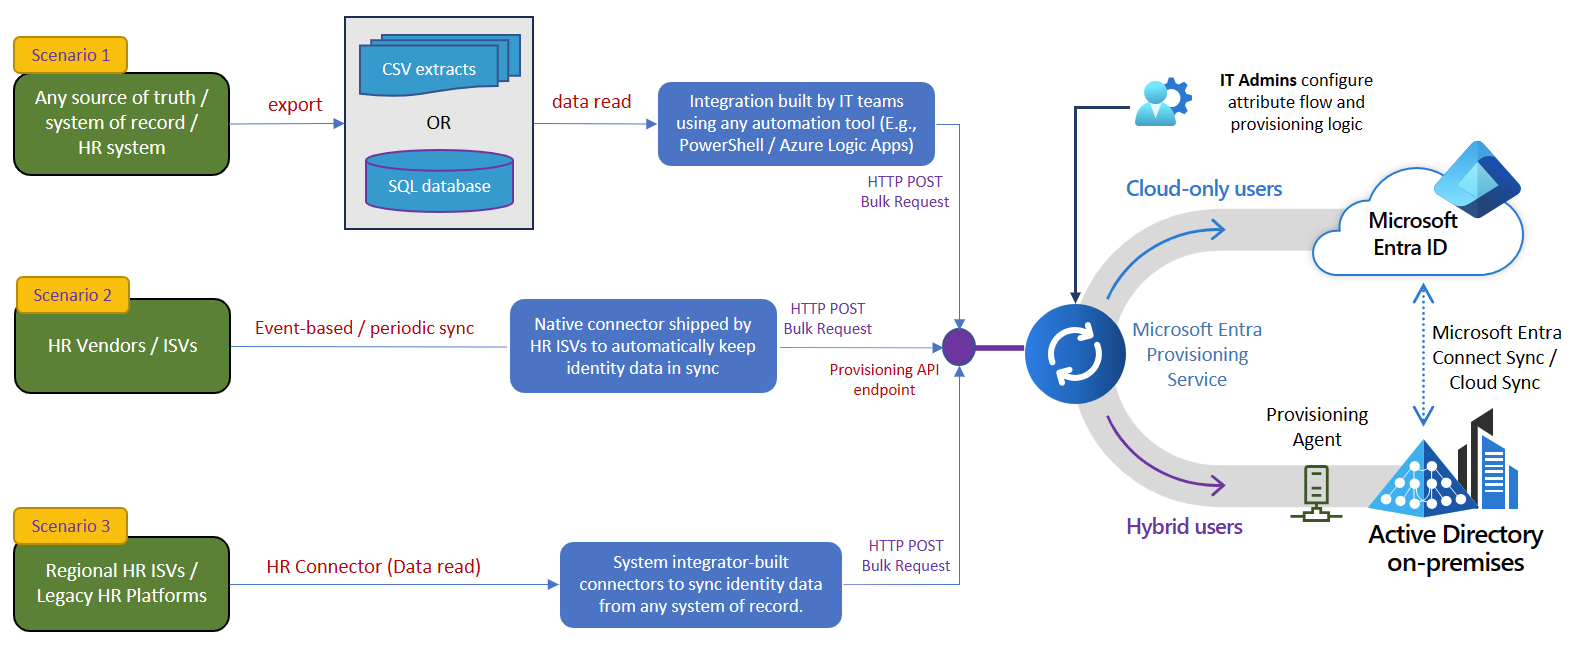 Scenario 1
Any source of truth /
system of record /
HR system
export
CSV extracts
OR
SQL database
data read
Integration built by IT teams
using any automation tool (E.g.,
PowerShell / Azure Logic Apps)
HTTP POST
Bulk Request
IT Admins configure
attribute flow and
provisioning logic
Cloud-only users
Microsoft
Entra ID
Scenario 2
HR Vendors / ISVs
Event-based / periodic sync
Native connector shipped by
HR ISVs to automatically keep
identity data in sync
HTTP POST
Bulk Request
Provisioning API
endpoint
Microsoft Entra
Provisioning
Service
Microsoft Entra
Connect Sync /
Cloud Sync
Provisioning
Agent
Hybrid users
Active Directory
on-premises
Scenario 3
Regional HR ISVs /
Legacy HR Platforms
HR Connector (Data read)
System integrator-built
connectors to sync identity data
from any system of record.
HTTP POST
Bulk Request